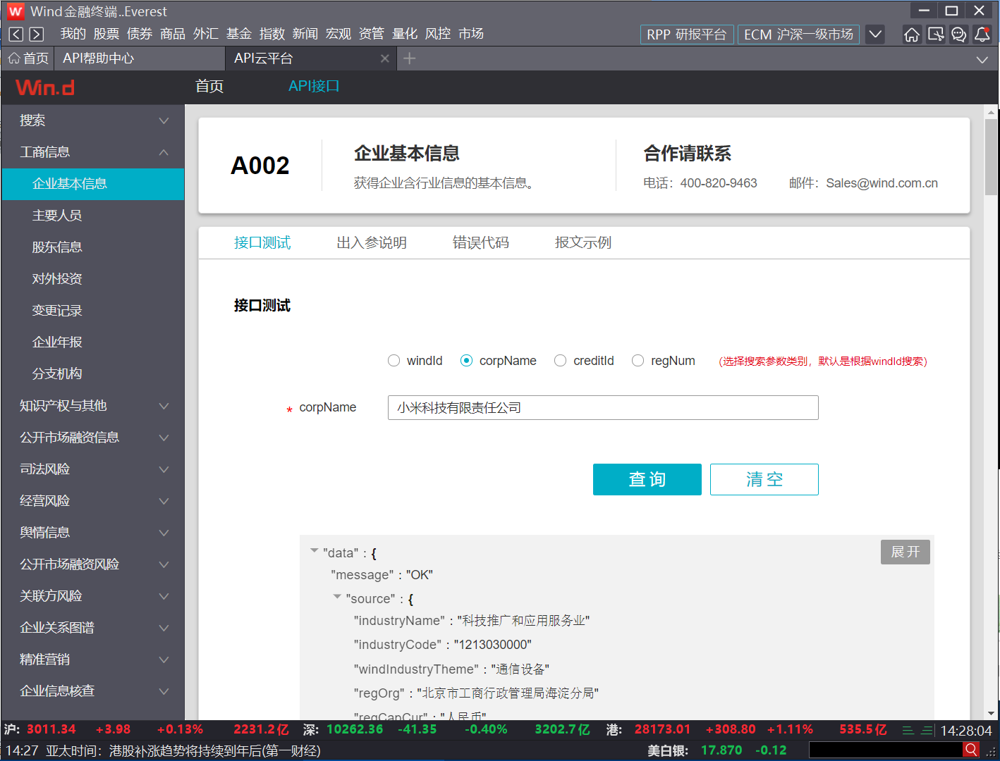 W Wind金融终端..Everest
我的 股票 债券 商品 外汇 基金 指数 新闻 宏观 资管 量化 风控 市场 RPP 研报平台 ECM 沪深一级市场
首页 API帮助中心 API云平台
Win.d 首页 API接口
搜索
工商信息
企业基本信息
主要人员
股东信息
对外投资
变更记录
企业年报
分支机构
知识产权与其他
公开市场融资信息
司法风险
经营风险
舆情信息
公开市场融资风险
关联方风险
企业关系图谱
精准营销
企业信息核查
A002
企业基本信息
获得企业含行业信息的基本信息。
合作请联系
电话：400-820-9463 邮件：Sales@wind.com.cn
接口测试 出入参说明 错误代码 报文示例
接口测试
windId corpName creditId regNum （选择搜索参数类别，默认是根据windId搜索）
* corpName 小米科技有限责任公司
查询 清空
展开
"data" : {
"message" : "OK"
"source" : {
"industryName" : "科技推广和应用服务业"
"industryCode" : "1213030000"
"windIndustryTheme" : "通信设备"
"regOrg" : "北京市工商行政管理局海淀分局"
"regCapCur" : "人民币"
沪: 3011.34 +3.98 +0.13% 2231.2亿 深: 10262.36 -41.35 -0.40% 3202.7亿 港: 28173.01 +308.80 +1.11% 535.5亿 14:28:04
14:27 亚太时间：港股补涨趋势将持续到年后(第一财经) 美白银: 17.870 -0.12